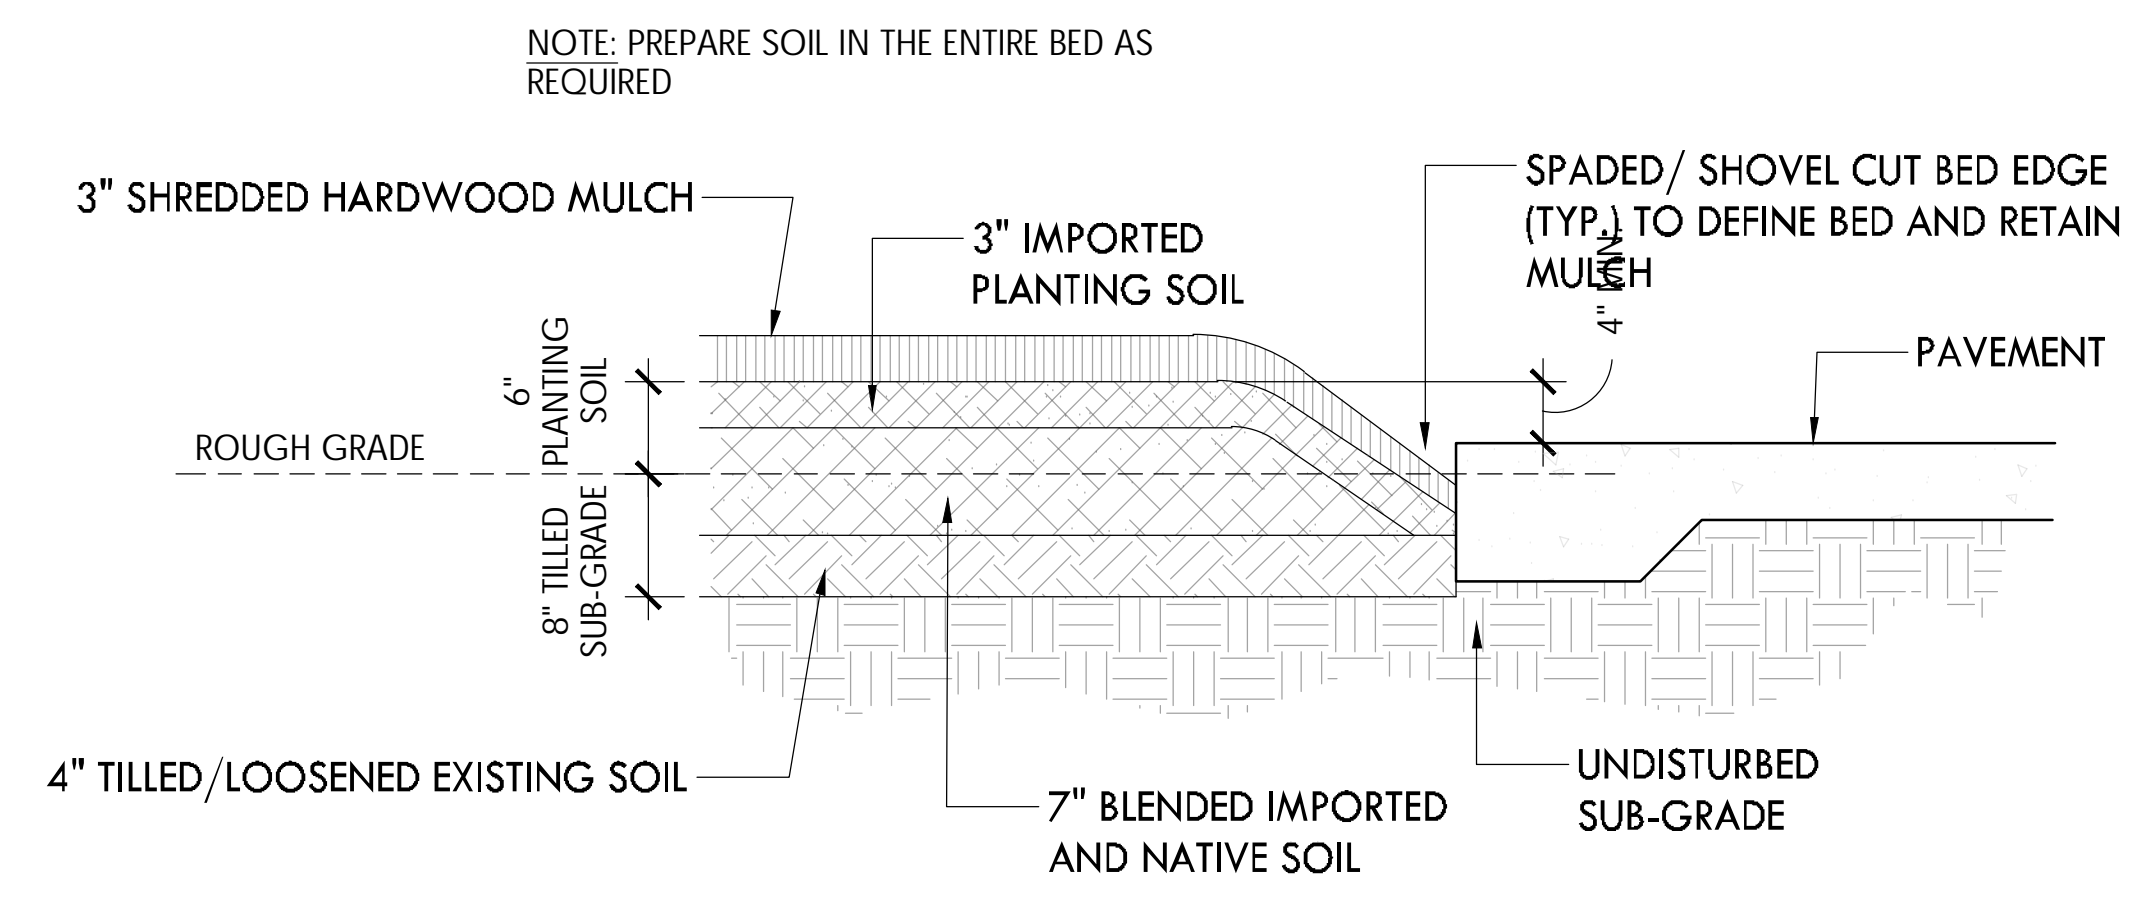 NOTE: PREPARE SOIL IN THE ENTIRE BED AS
REQUIRED
3" SHREDDED HARDWOOD MULCH
3" IMPORTED
PLANTING SOIL
SPADED/ SHOVEL CUT BED EDGE
(TYP.) TO DEFINE BED AND RETAIN
MULCH
4" MIN.
PAVEMENT
6"
PLANTING
SOIL
ROUGH GRADE
8" TILLED
SUB-GRADE
4" TILLED/LOOSENED EXISTING SOIL
7" BLENDED IMPORTED
AND NATIVE SOIL
UNDISTURBED
SUB-GRADE